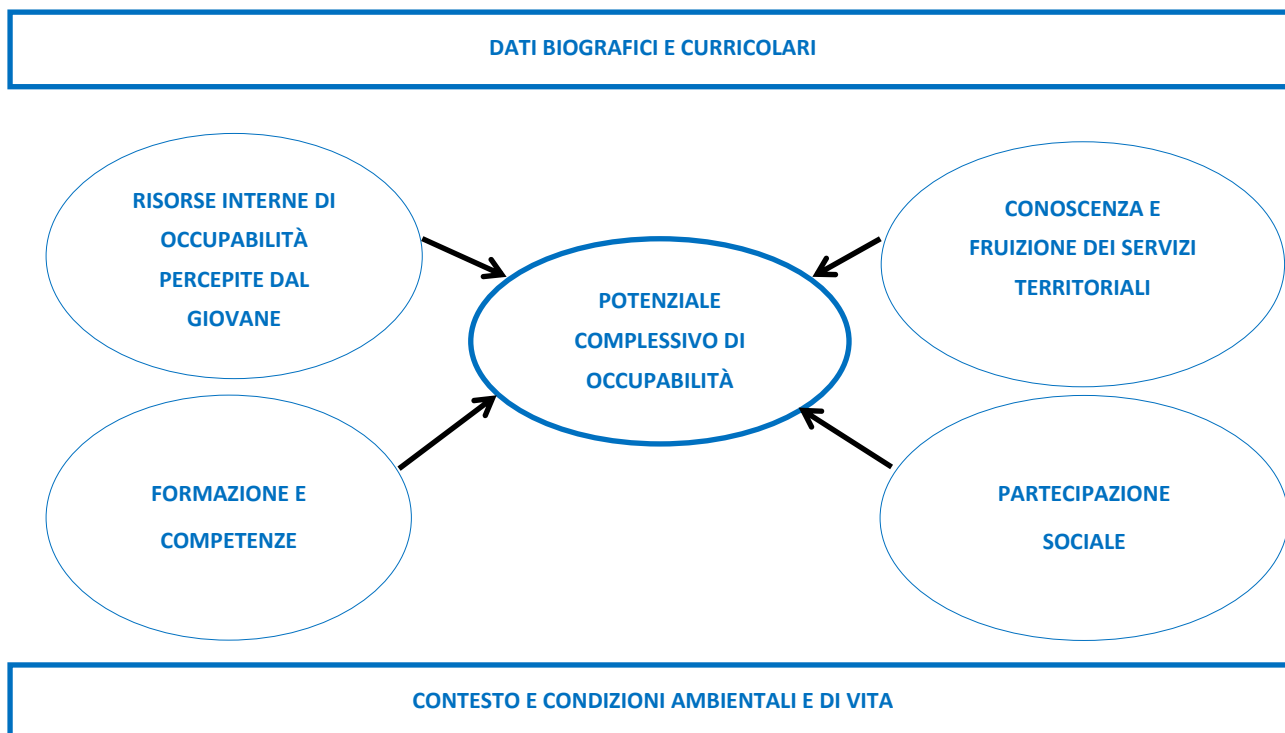 DATI BIOGRAFICI E CURRICOLARI
RISORSE INTERNE DI
OCCUPABILITÀ
PERCEPITE DAL
GIOVANE
CONOSCENZA E
FRUIZIONE DEI SERVIZI
TERRITORIALI
POTENZIALE
COMPLESSIVO DI
OCCUPABILITÀ
FORMAZIONE E
COMPETENZE
PARTECIPAZIONE
SOCIALE
CONTESTO E CONDIZIONI AMBIENTALI E DI VITA